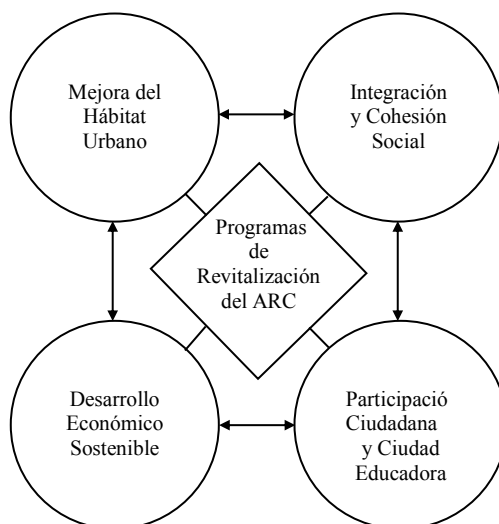 Mejora del
Hábitat
Urbano
Integración
y Cohesión
Social
Programas
de
Revitalización
del ARC
Desarrollo
Económico
Sostenible
Participació
Ciudadana
y Ciudad
Educadora